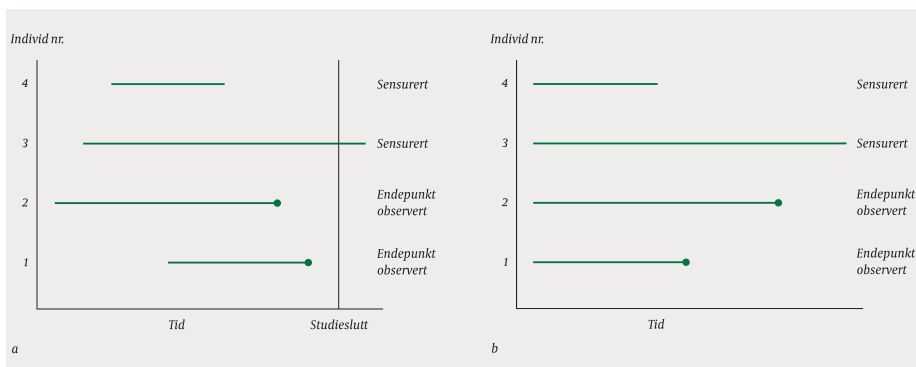 Individ nr.
4
Sensurert
3
Sensurert
2
Endepunkt
observert
1
Endepunkt
observert
Tid
Studieslutt
a
Individ nr.
4
Sensurert
3
Sensurert
2
Endepunkt
observert
1
Endepunkt
observert
Tid
b